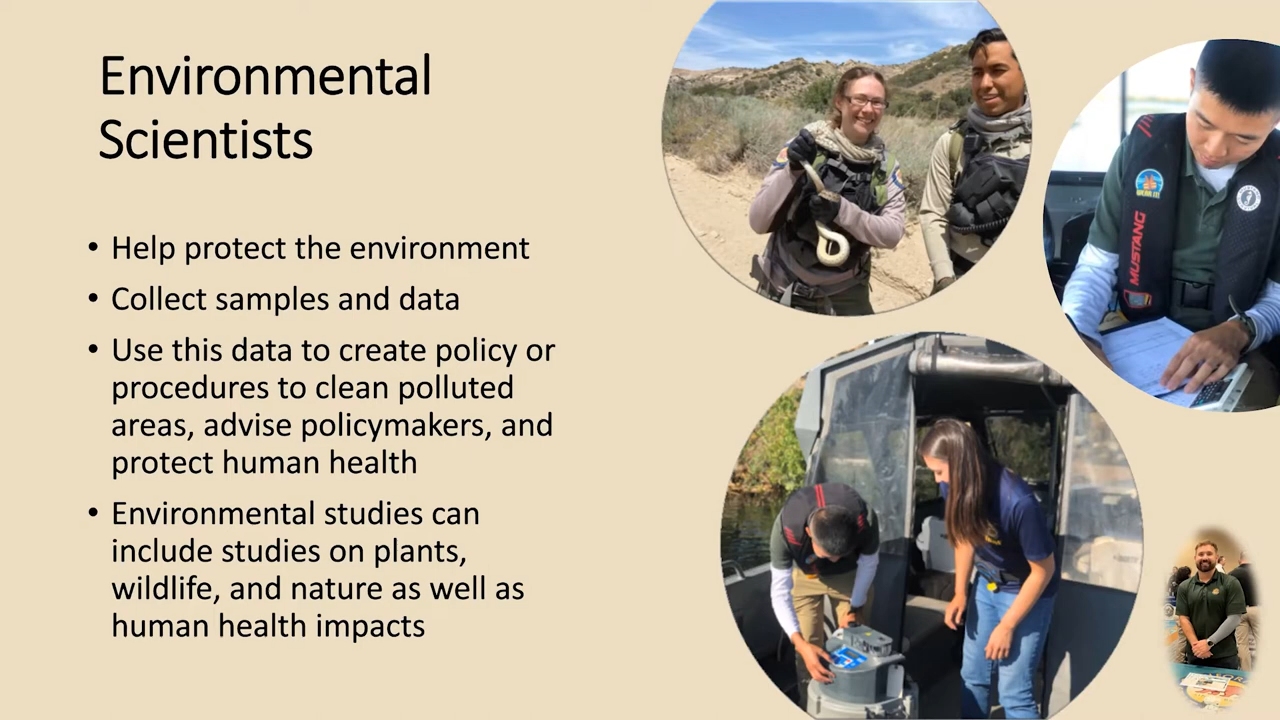 Environmental
Scientists
• Help protect the environment
• Collect samples and data
• Use this data to create policy or
procedures to clean polluted
areas, advise policymakers, and
protect human health
• Environmental studies can
include studies on plants,
wildlife, and nature as well as
human health impacts
MUSTANG